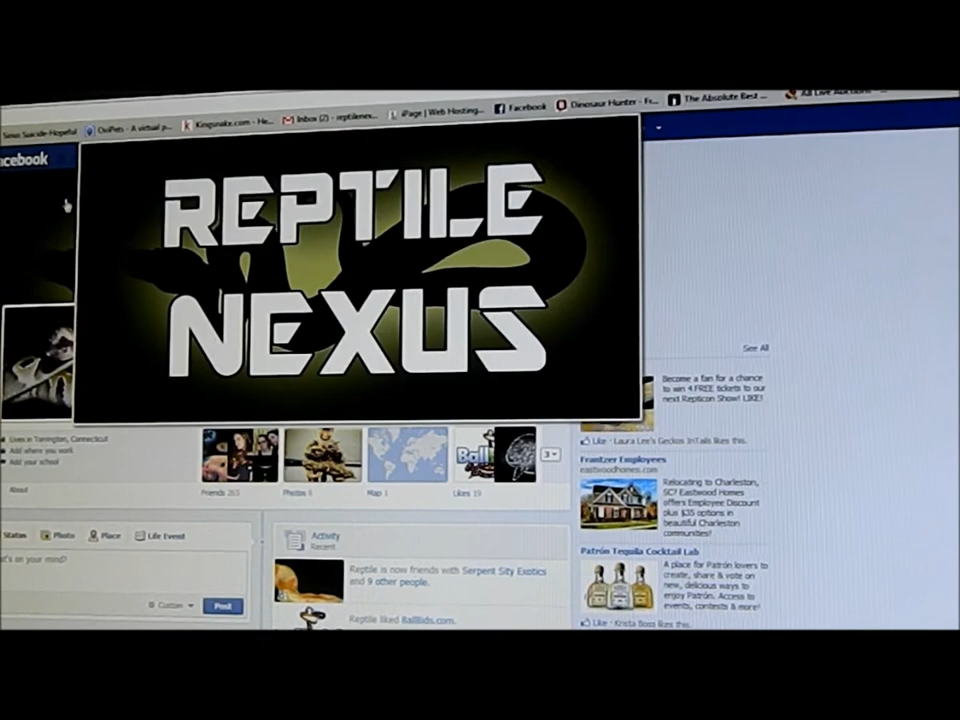 Sirius Suicide-Hopeful
OviPets - A virtual p...
Kingsnake.com - He...
Inbox (2) - reptilenex...
iPage | Web Hosting...
Facebook
Dinosaur Hunter - Fr...
The Absolute Best ...
All Live Auctions
acebook
REPTILE
NEXUS
See All
Become a fan for a chance
to win 4 FREE tickets to our
next Repticon Show! LIKE!
Like · Laura Lee's Geckos InTails likes this.
Lives in Torrington, Connecticut
Add where you work
Add your school
About
Friends 263
Photos 6
Map 1
Ball
Likes 19
3
Frantzer Employees
eastwoodhomes.com
Relocating to Charleston,
SC? Eastwood Homes
offers Employee Discount
plus $35 options in
beautiful Charleston
communities!
Status
Photo
Place
Life Event
at's on your mind?
Custom
Post
Activity
Recent
Reptile is now friends with Serpent Sity Exotics
and 9 other people.
Reptile liked BallBids.com.
Patrón Tequila Cocktail Lab
A place for Patrón lovers to
create, share & vote on
new, delicious ways to
enjoy Patrón. Access to
events, contests & more!
Like · Krista Boss likes this.